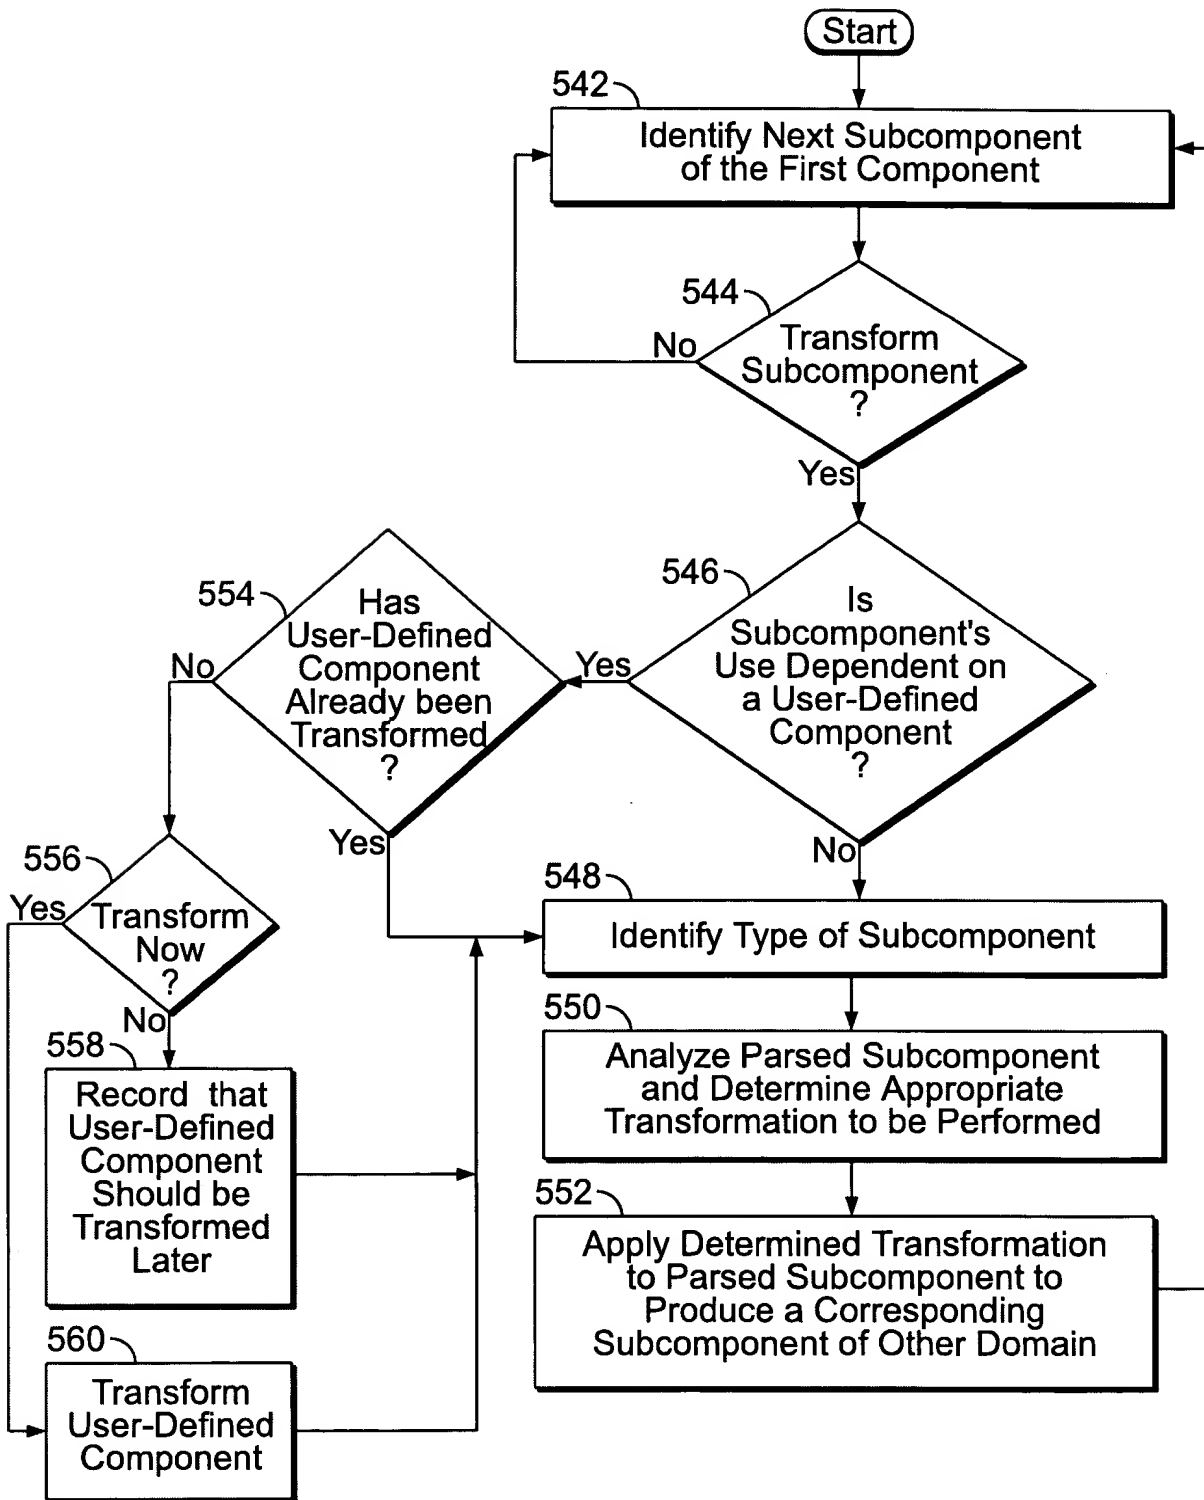 Start
542
Identify Next Subcomponent
of the First Component
544
No
Transform
Subcomponent
?
Yes
546
Is
Subcomponent's
Use Dependent on
a User-Defined
Component
?
Yes
No
554
Has
User-Defined
Component
Already been
Transformed
?
No
Yes
556
Yes
Transform
Now
?
No
548
Identify Type of Subcomponent
550
Analyze Parsed Subcomponent
and Determine Appropriate
Transformation to be Performed
552
Apply Determined Transformation
to Parsed Subcomponent to
Produce a Corresponding
Subcomponent of Other Domain
558
Record that
User-Defined
Component
Should be
Transformed
Later
560
Transform
User-Defined
Component